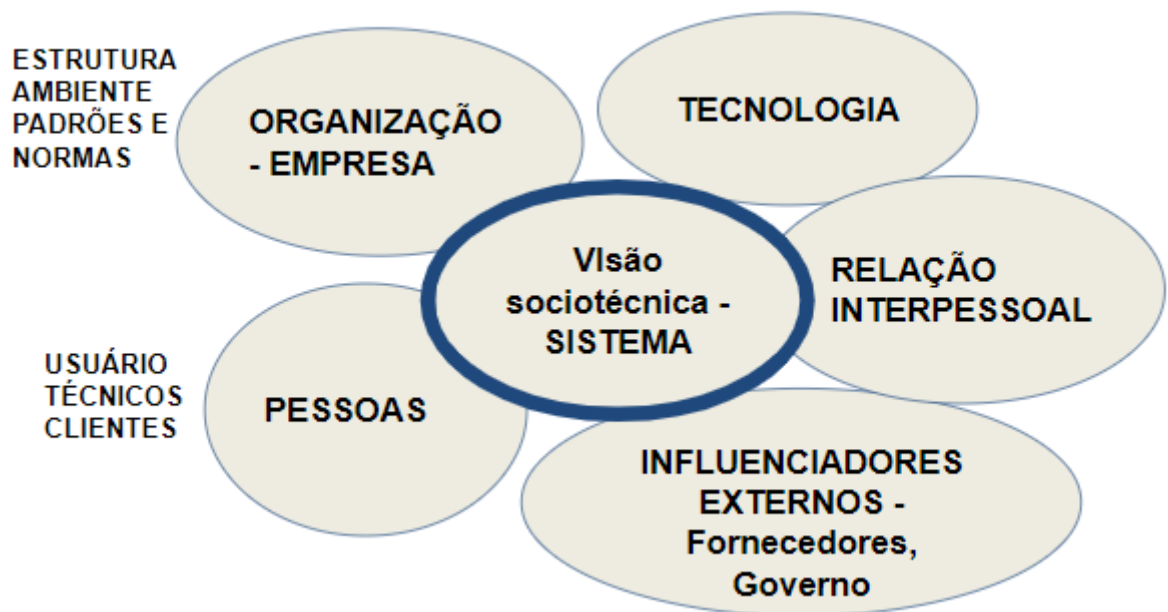 ESTRUTURA
AMBIENTE
PADRÕES E
NORMAS
ORGANIZAÇÃO
- EMPRESA
TECNOLOGIA
VIsão
sociotécnica -
SISTEMA
RELAÇÃO
INTERPESSOAL
USUÁRIO
TÉCNICOS
CLIENTES
PESSOAS
INFLUENCIADORES
EXTERNOS -
Fornecedores,
Governo